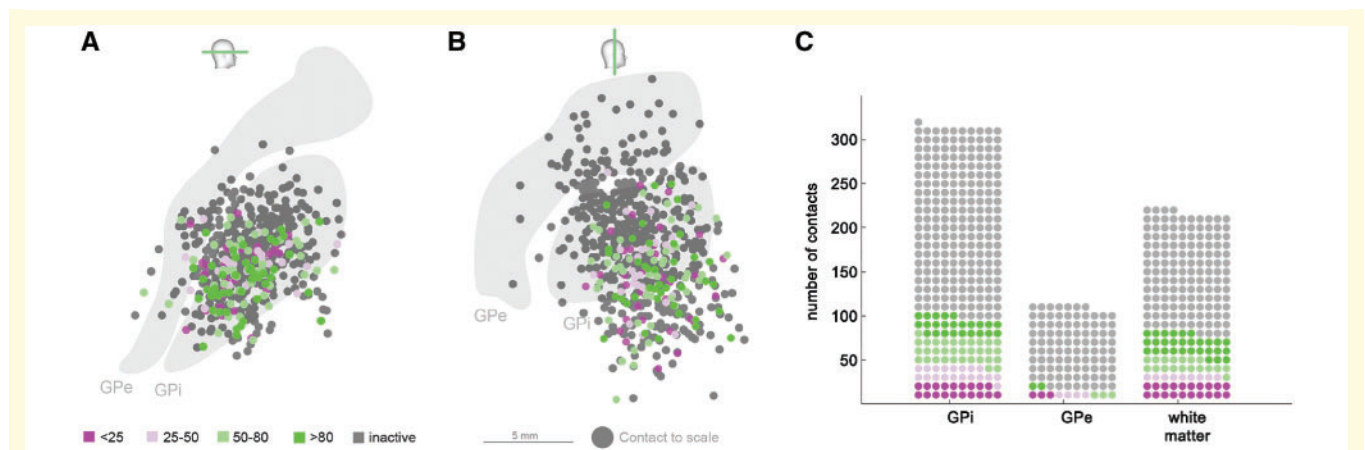 A
B
C
GPe
GPi
GPe
GPi
<25
25-50
50-80
>80
inactive
5 mm
Contact to scale
number of contacts
300
250
200
150
100
50
GPi
GPe
white
matter